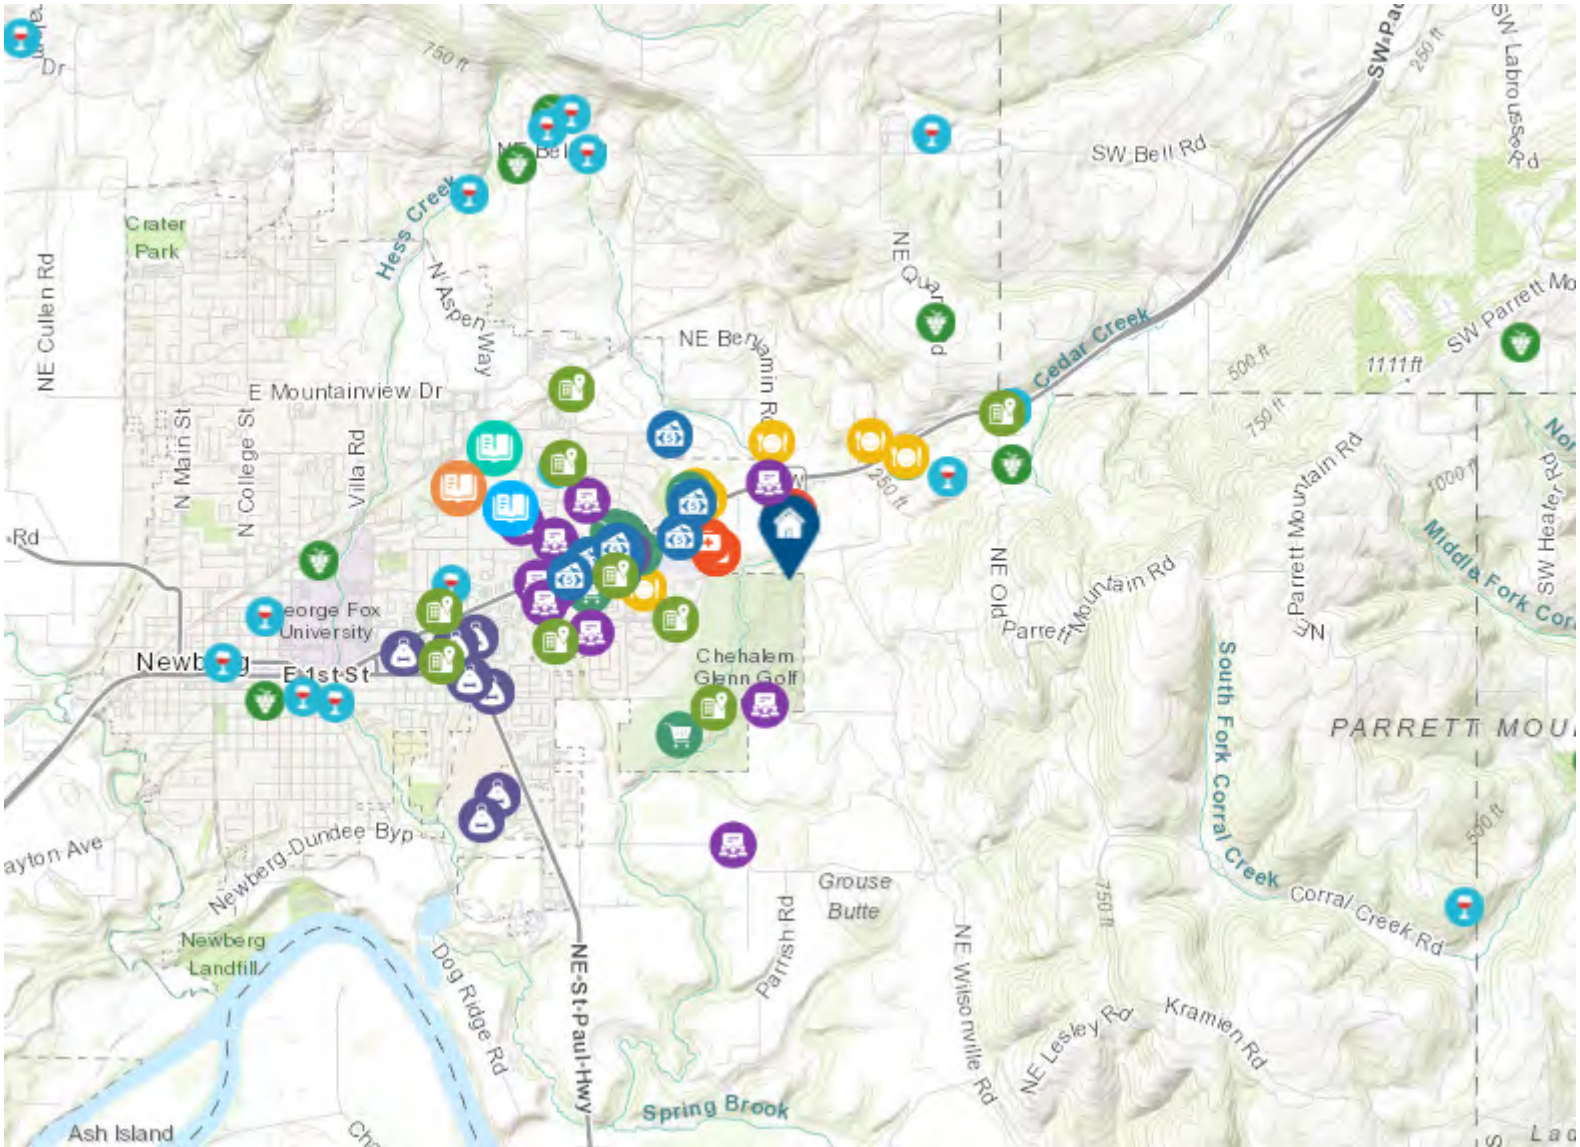 Dr
750 ft
SW Labrousse Rd
250 ft
SW Bell Rd
Crater
Park
Hess Creek
NE Cullen Rd
N Aspen Way
NE Benjamin Rd
Cedar Creek
SW Parrett Mo
500 ft
1111 ft
E Mountainview Dr
N Main St
N College St
Villa Rd
750 ft
250 ft
1000 ft
Rd
NE Old
Parrett Mountain Rd
Parrett Mountain Rd
SW Heater Rd
Middle Fork Corr
George Fox
University
Newberg
E 1st St
Chehalem
Glenn Golf
South Fork Corral Creek
PARRETT MOU
500 ft
ayton Ave
Newberg-Dundee Byp
Grouse
Butte
750 ft
Corral Creek Rd
Newberg
Landfill
Dog Ridge Rd
NE St Paul Hwy
Parrish Rd
NE Wilsonville Rd
NE Lesley Rd
Kramien Rd
Spring Brook
Ash Island